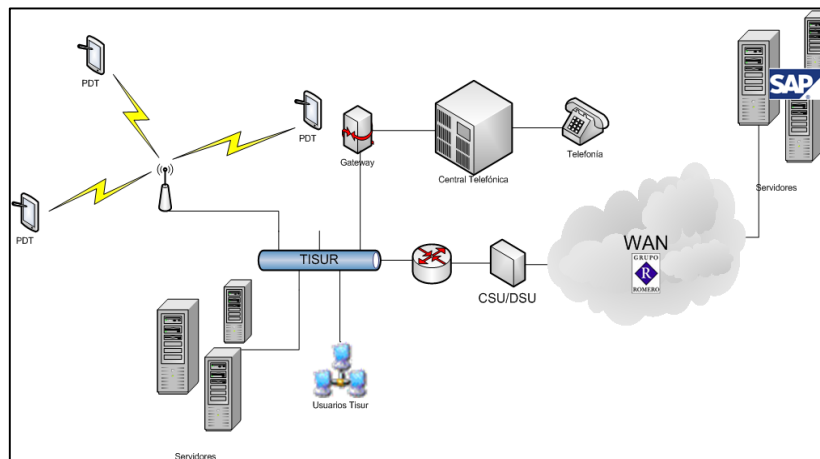 PDT
PDT
PDT
Gateway
Central Telefónica
Telefonía
SAP
®
Servidores
TISUR
CSU/DSU
WAN
GRUPO
R
ROMERO
Usuarios Tisur
Servidores